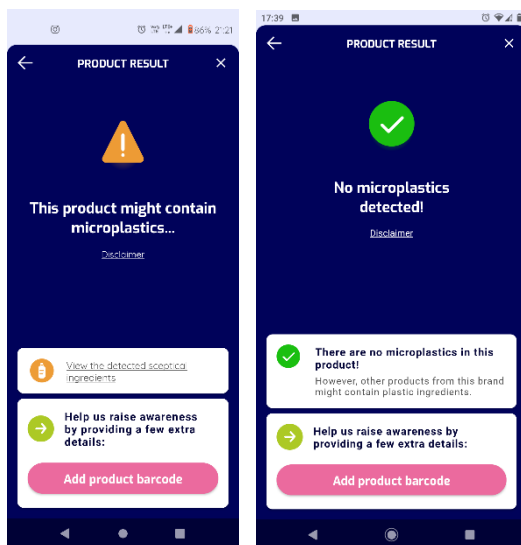 86% 21:21
PRODUCT RESULT
This product might contain
microplastics...
Disclaimer
View the detected sceptical
ingredients
Help us raise awareness
by providing a few extra
details:
Add product barcode
17:39
PRODUCT RESULT
No microplastics
detected!
Disclaimer
There are no microplastics in this
product!
However, other products from this brand
might contain plastic ingredients.
Help us raise awareness by
providing a few extra details:
Add product barcode